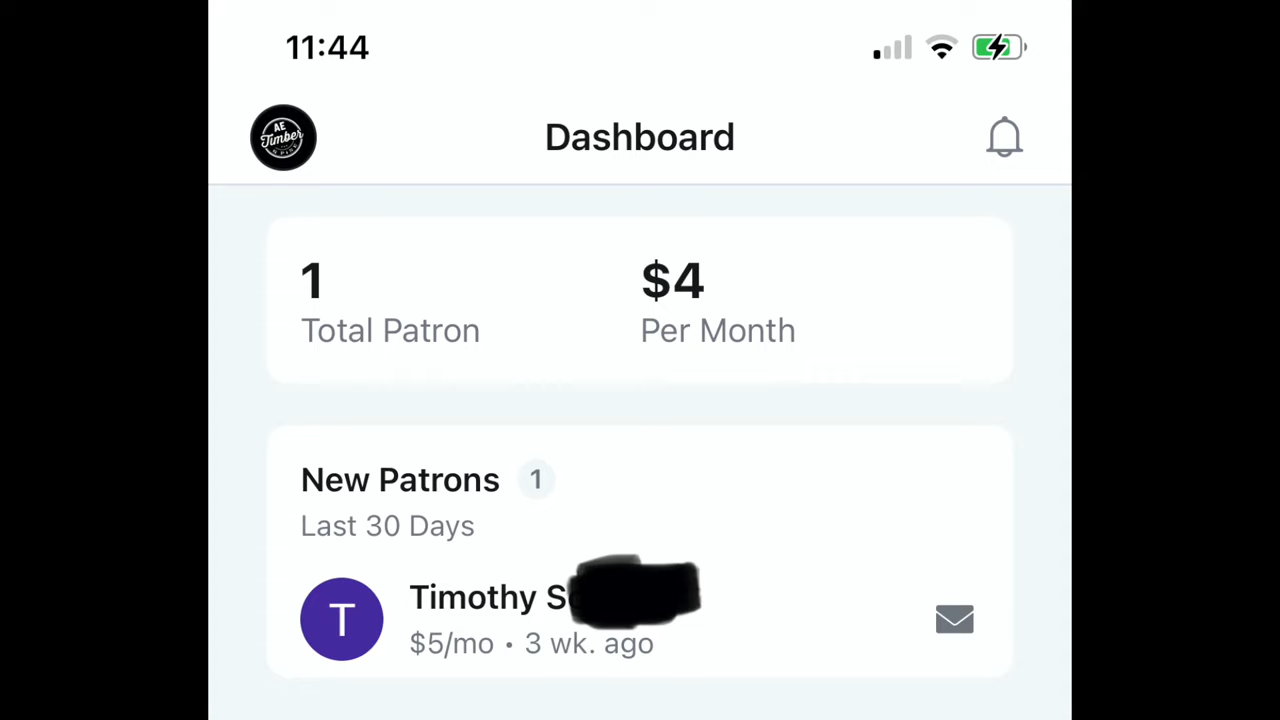 11:44
AE
Timber
Dashboard
1
$4
Total Patron
Per Month
New Patrons 1
Last 30 Days
T
Timothy
$5/mo • 3 wk. ago